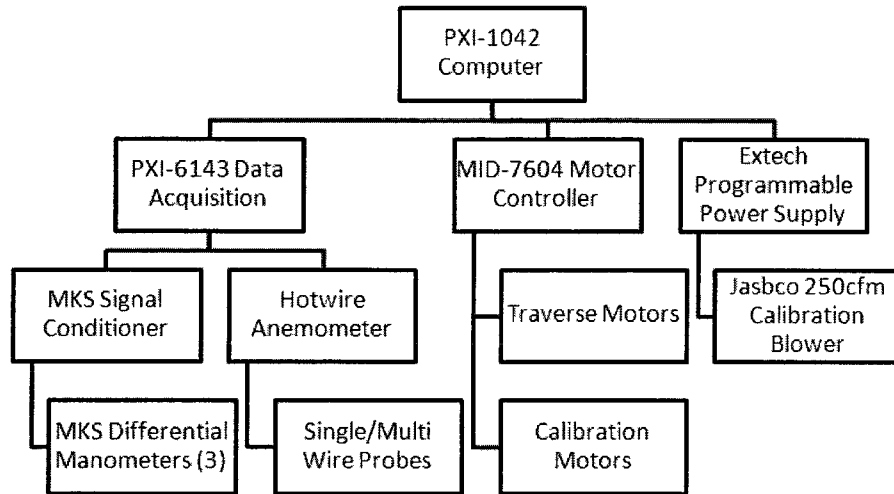 PXI-1042
Computer
PXI-6143 Data
Acquisition
MID-7604 Motor
Controller
Extech
Programmable
Power Supply
MKS Signal
Conditioner
Hotwire
Anemometer
Traverse Motors
Jasbco 250cfm
Calibration
Blower
MKS Differential
Manometers (3)
Single/Multi
Wire Probes
Calibration
Motors